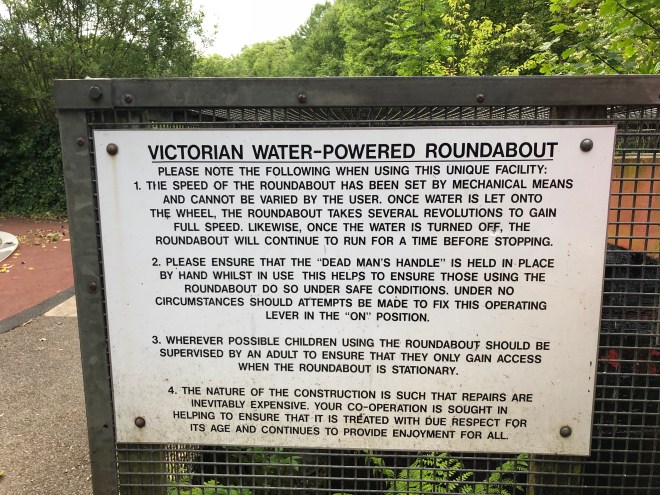 VICTORIAN WATER-POWERED ROUNDABOUT
PLEASE NOTE THE FOLLOWING WHEN USING THIS UNIQUE FACILITY:
1. THE SPEED OF THE ROUNDABOUT HAS BEEN SET BY MECHANICAL MEANS
AND CANNOT BE VARIED BY THE USER. ONCE WATER IS LET ONTO
THE WHEEL, THE ROUNDABOUT TAKES SEVERAL REVOLUTIONS TO GAIN
FULL SPEED. LIKEWISE, ONCE THE WATER IS TURNED OFF, THE
ROUNDABOUT WILL CONTINUE TO RUN FOR A TIME BEFORE STOPPING.
2. PLEASE ENSURE THAT THE "DEAD MAN'S HANDLE" IS HELD IN PLACE
BY HAND WHILST IN USE THIS HELPS TO ENSURE THOSE USING THE
ROUNDABOUT DO SO UNDER SAFE CONDITIONS. UNDER NO
CIRCUMSTANCES SHOULD ATTEMPTS BE MADE TO FIX THIS OPERATING
LEVER IN THE "ON" POSITION.
3. WHEREVER POSSIBLE CHILDREN USING THE ROUNDABOUT SHOULD BE
SUPERVISED BY AN ADULT TO ENSURE THAT THEY ONLY GAIN ACCESS
WHEN THE ROUNDABOUT IS STATIONARY.
4. THE NATURE OF THE CONSTRUCTION IS SUCH THAT REPAIRS ARE
INEVITABLY EXPENSIVE. YOUR CO-OPERATION IS SOUGHT IN
HELPING TO ENSURE THAT IT IS TREATED WITH DUE RESPECT FOR
ITS AGE AND CONTINUES TO PROVIDE ENJOYMENT FOR ALL.